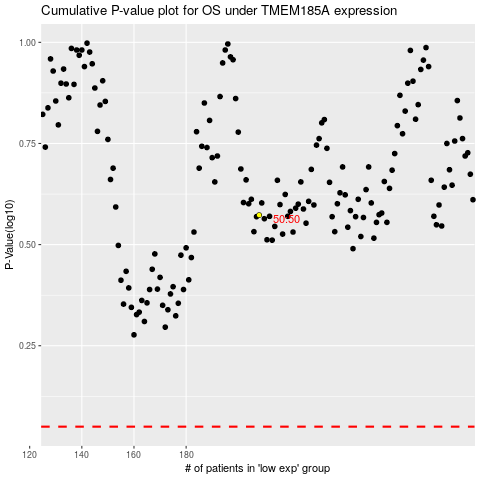 Cumulative P-value plot for OS under TMEM185A expression
1.00
0.75
0.50
0.25
P-Value(log10)
50:50
120 140 160 180
# of patients in 'low exp' group